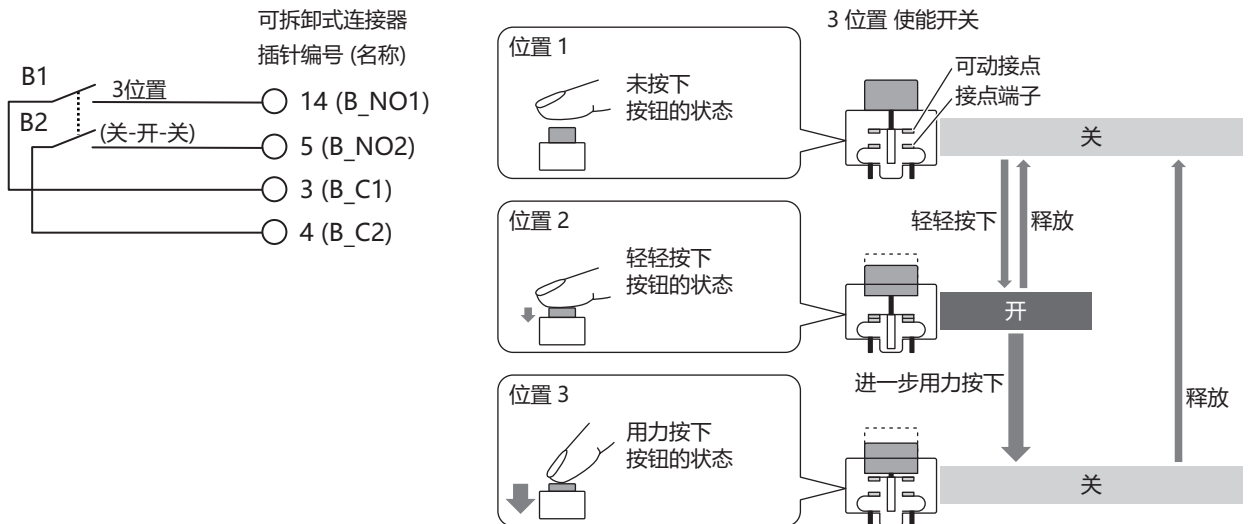 可拆卸式连接器
插针编号 (名称)
B1
3位置
14 (B_NO1)
B2
(关-开-关)
5 (B_NO2)
3 (B_C1)
4 (B_C2)
3 位置 使能开关
位置 1
未按下
按钮的状态
可动接点
接点端子
关
轻轻按下
释放
位置 2
轻轻按下
按钮的状态
开
进一步用力按下
释放
位置 3
用力按下
按钮的状态
关